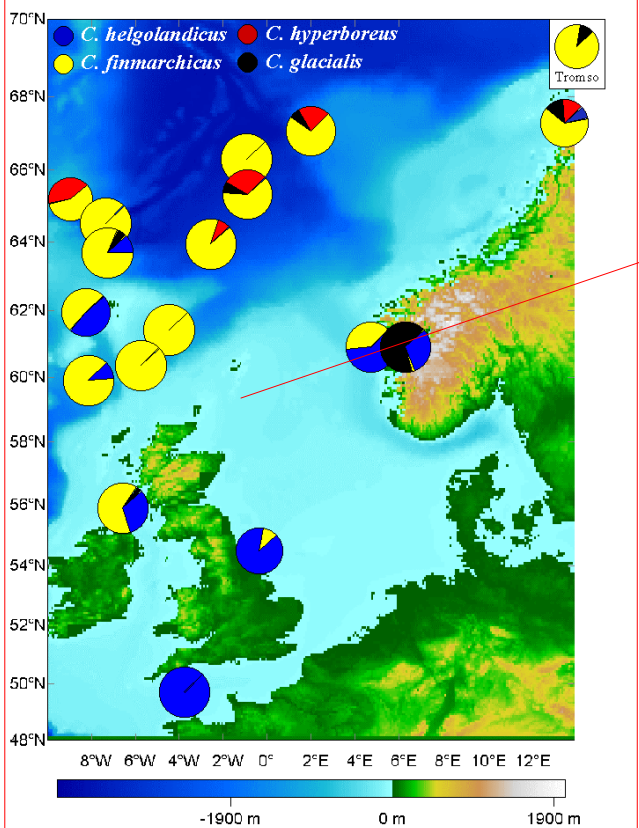 70°N
C. helgolandicus C. hyperboreus
C. finmarchicus C. glacialis
Tromso
68°N
66°N
64°N
62°N
60°N
58°N
56°N
54°N
52°N
50°N
48°N
8°W 6°W 4°W 2°W 0° 2°E 4°E 6°E 8°E 10°E 12°E
-1900 m 0 m 1900 m